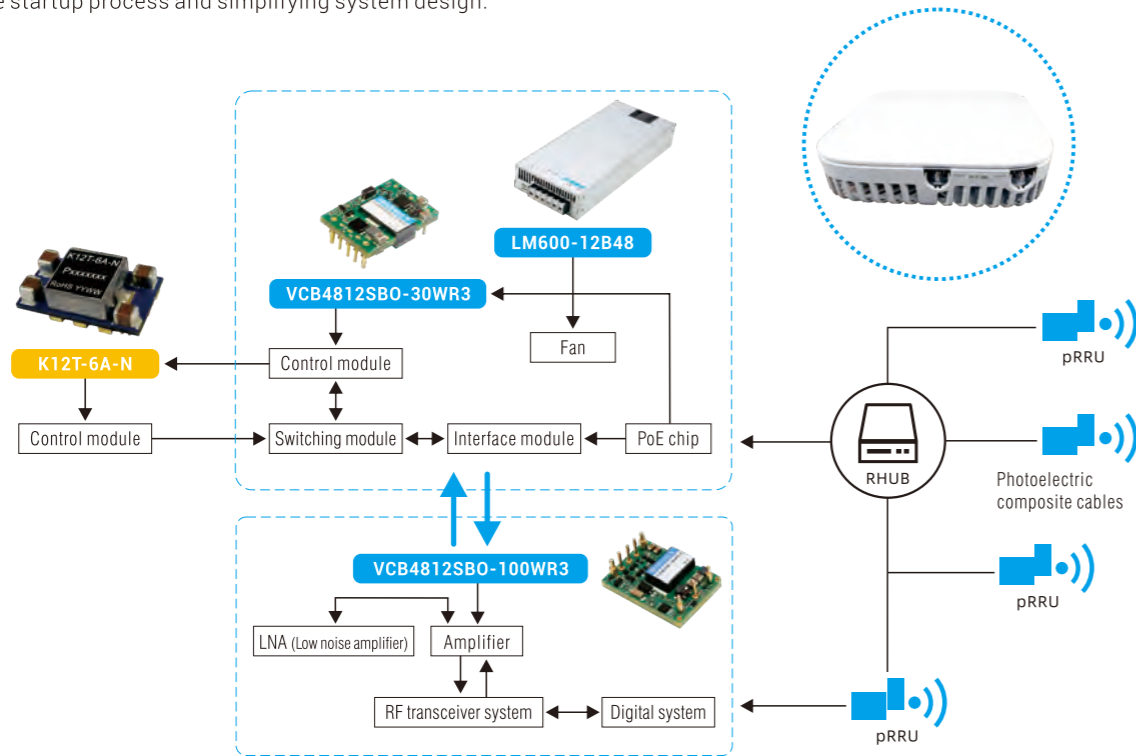 e startup process and simplifying system design.
LM600-12B48
VCB4812SBO-30WR3
K12T-6A-N
Pxxxxxxx
RoHS YYWW
K12T-6A-N
Fan
Control module
Control module
Switching module
Interface module
PoE chip
RHUB
pRRU
Photoelectric
composite cables
pRRU
VCB4812SBO-100WR3
LNA (Low noise amplifier)
Amplifier
RF transceiver system
Digital system
pRRU